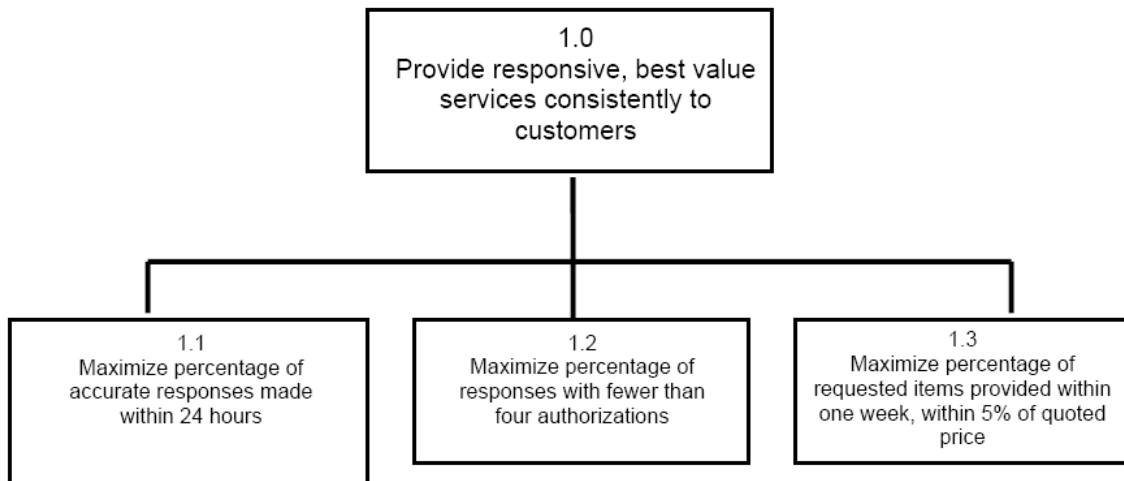 1.0
Provide responsive, best value
services consistently to
customers
1.1
Maximize percentage of
accurate responses made
within 24 hours
1.2
Maximize percentage of
responses with fewer than
four authorizations
1.3
Maximize percentage of
requested items provided within
one week, within 5% of quoted
price